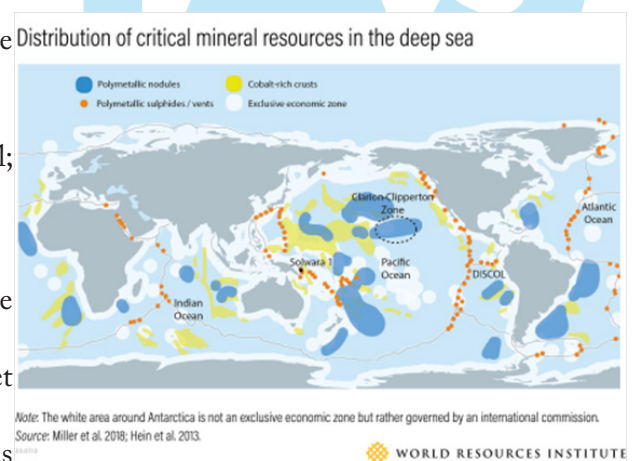 e
Distribution of critical mineral resources in the deep sea
Polymetallic nodules
Cobalt-rich crusts
Polymetallic sulphides / vents
Exclusive economic zone
l;
Clarion-Clipperton
Zone
Atlantic
Ocean
Solwara 1
Pacific
Ocean
DISCOL
e
Indian
Ocean
et
Note: The white area around Antarctica is not an exclusive economic zone but rather governed by an international commission.
Source: Miller et al. 2018; Hein et al. 2013.
s
WORLD RESOURCES INSTITUTE